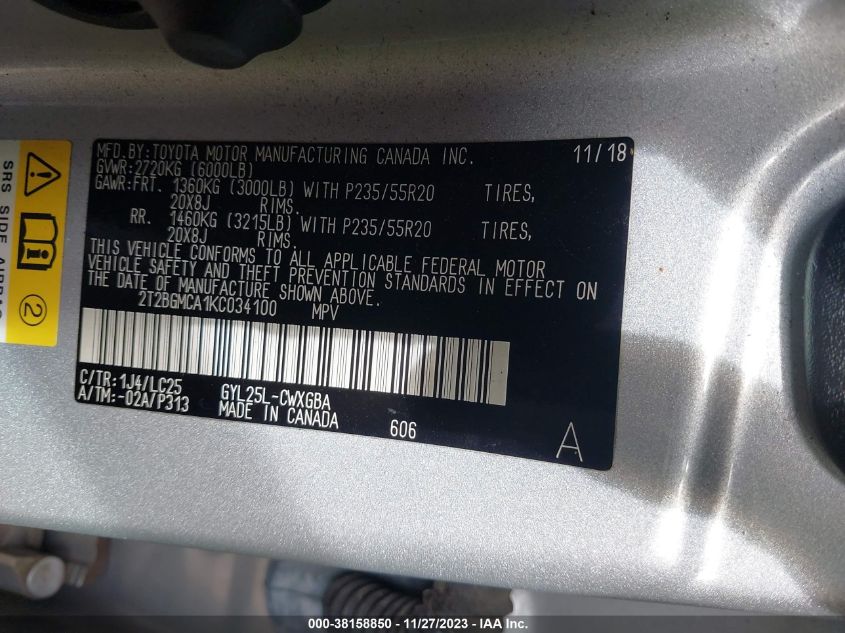 MFD.BY:TOYOTA MOTOR MANUFACTURING CANADA INC. 11/18
GVWR:2720KG (6000LB)
GAWR:FRT. 1360KG (3000LB) WITH P235/55R20 TIRES,
20X8J RIMS.
RR. 1460KG (3215LB) WITH P235/55R20 TIRES,
20X8J RIMS.
THIS VEHICLE CONFORMS TO ALL APPLICABLE FEDERAL MOTOR
VEHICLE SAFETY AND THEFT PREVENTION STANDARDS IN EFFECT ON
THE DATE OF MANUFACTURE SHOWN ABOVE.
2T2BGMCA1KC034100 MPV
C/TR:1J4/LC25 GYL25L-CWXGBA
A/TM:-02A/P313 MADE IN CANADA 606
A
SRS SIDE AIRBAG
2
000-38158850 - 11/27/2023 - IAA Inc.